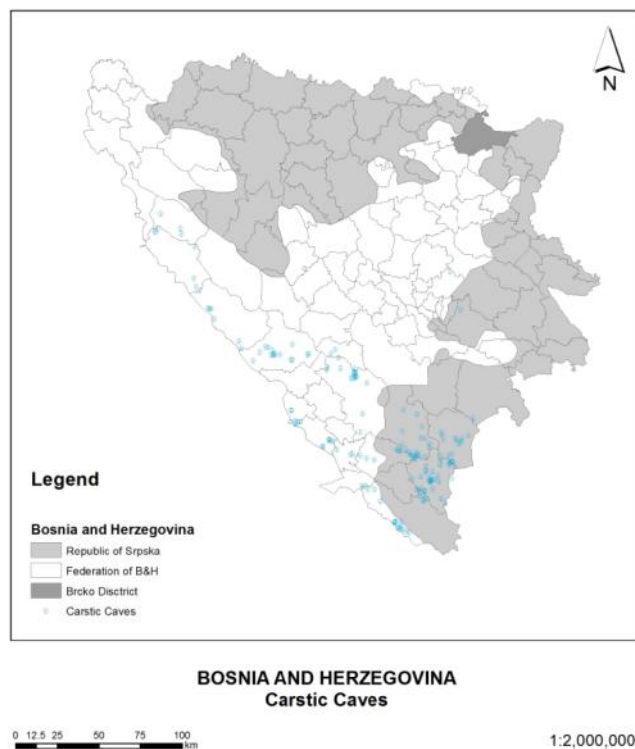 N
Legend
Bosnia and Herzegovina
Republic of Srpska
Federation of B&H
Brcko Disctrict
Carstic Caves
BOSNIA AND HERZEGOVINA
Carstic Caves
0 12.5 25 50 75 100
km
1:2,000,000